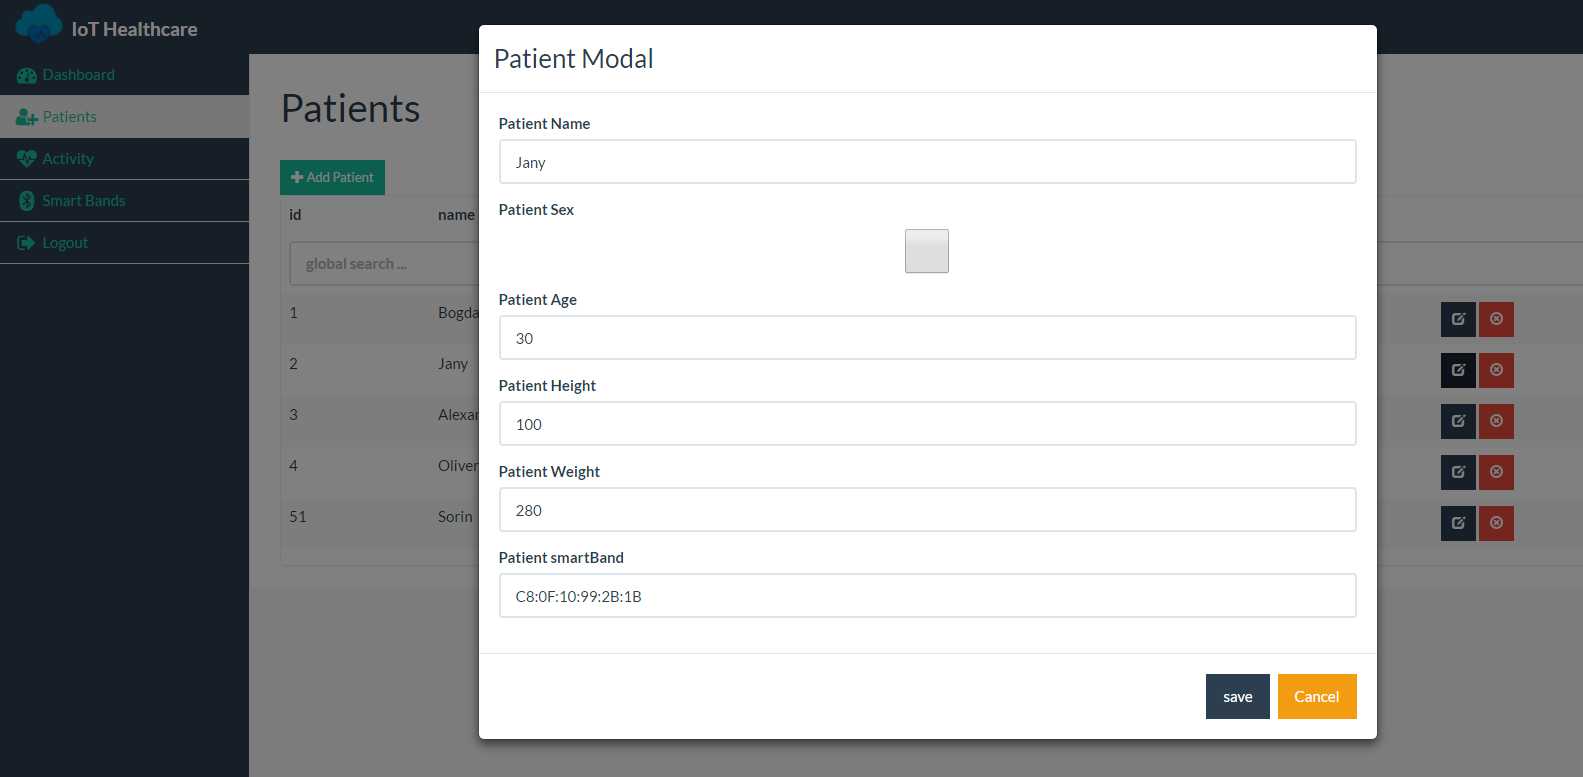 IoT Healthcare
Dashboard
Patients
Activity
Smart Bands
Logout
Patients
Add Patient
id name
global search ...
1 Bogda
2 Jany
3 Alexan
4 Oliver
51 Sorin
Patient Modal
Patient Name
Jany
Patient Sex
Patient Age
30
Patient Height
100
Patient Weight
280
Patient smartBand
C8:0F:10:99:2B:1B
save Cancel